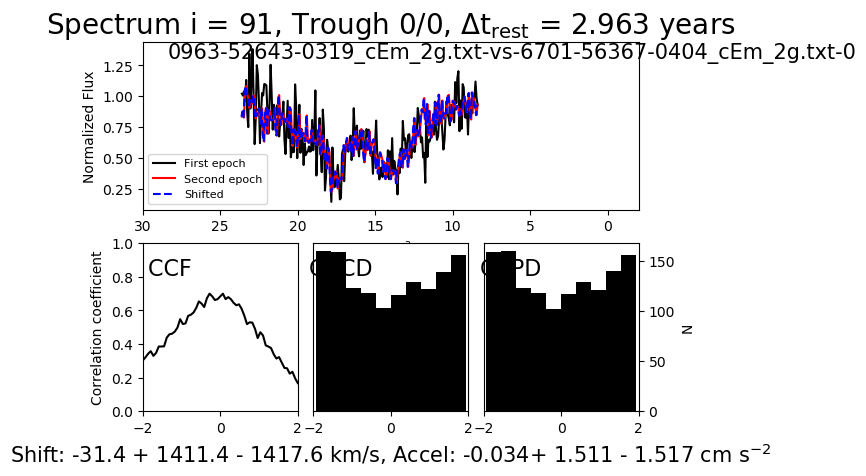 Spectrum i = 91, Trough 0/0, Δt_rest = 2.963 years
0963-52643-0319_cEm_2g.txt-vs-6701-56367-0404_cEm_2g.txt-0
Normalized Flux
1.25
1.00
0.75
0.50
0.25
First epoch
Second epoch
Shifted
30 25 20 15 10 5 0
Correlation coefficient
1.0
0.8
0.6
0.4
0.2
0.0
CCF
−2 0 2
−2 0 2
−2 0 2
150
100
50
0
N
Shift: -31.4 + 1411.4 - 1417.6 km/s, Accel: -0.034+ 1.511 - 1.517 cm s⁻²